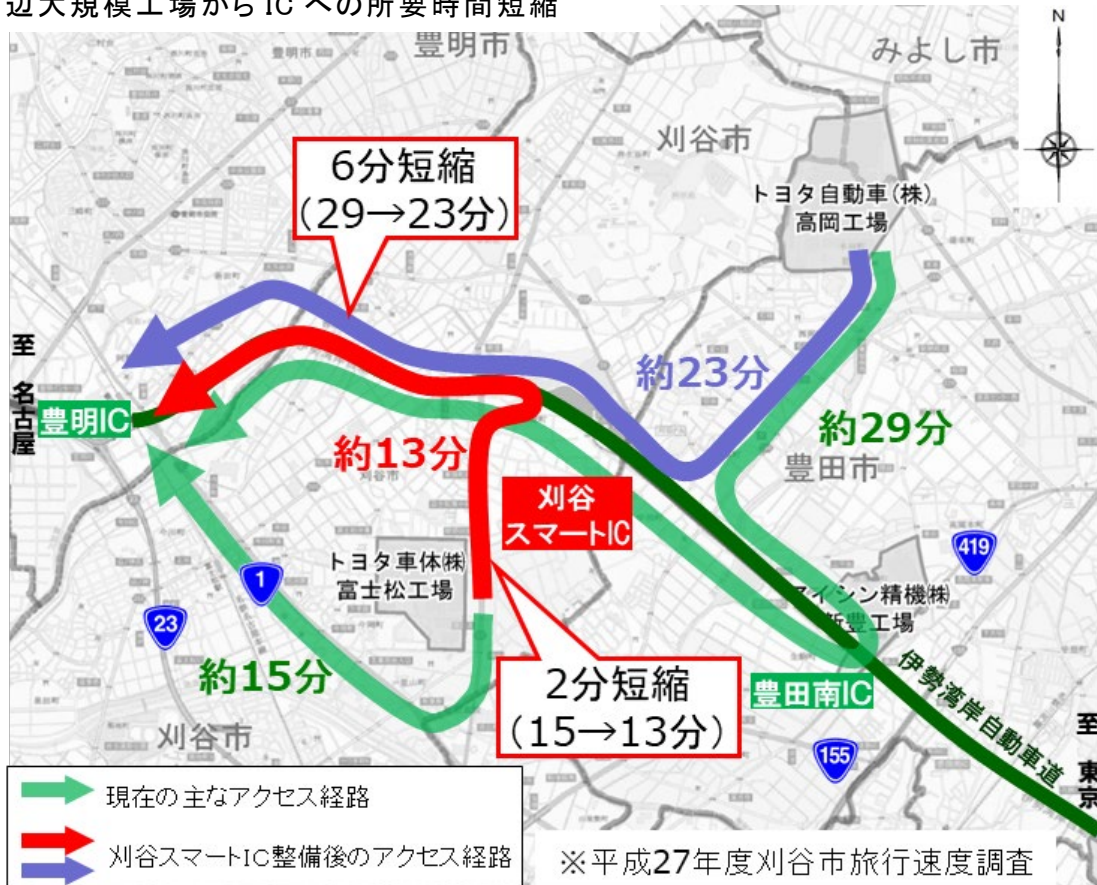 辺大規模工場からICへの所要時間短縮
豊明市
みよし市
N
刈谷市
6分短縮
(29→23分)
トヨタ自動車(株)
高岡工場
至 名古屋
豊明IC
約23分
約29分
豊田市
約13分
刈谷
スマートIC
419
トヨタ車体㈱
富士松工場
1
23
アイシン精機㈱
新豊工場
約15分
2分短縮
(15→13分)
豊田南IC
伊勢湾岸自動車道
至 東京
刈谷市
155
現在の主なアクセス経路
刈谷スマートIC整備後のアクセス経路
※平成27年度刈谷市旅行速度調査